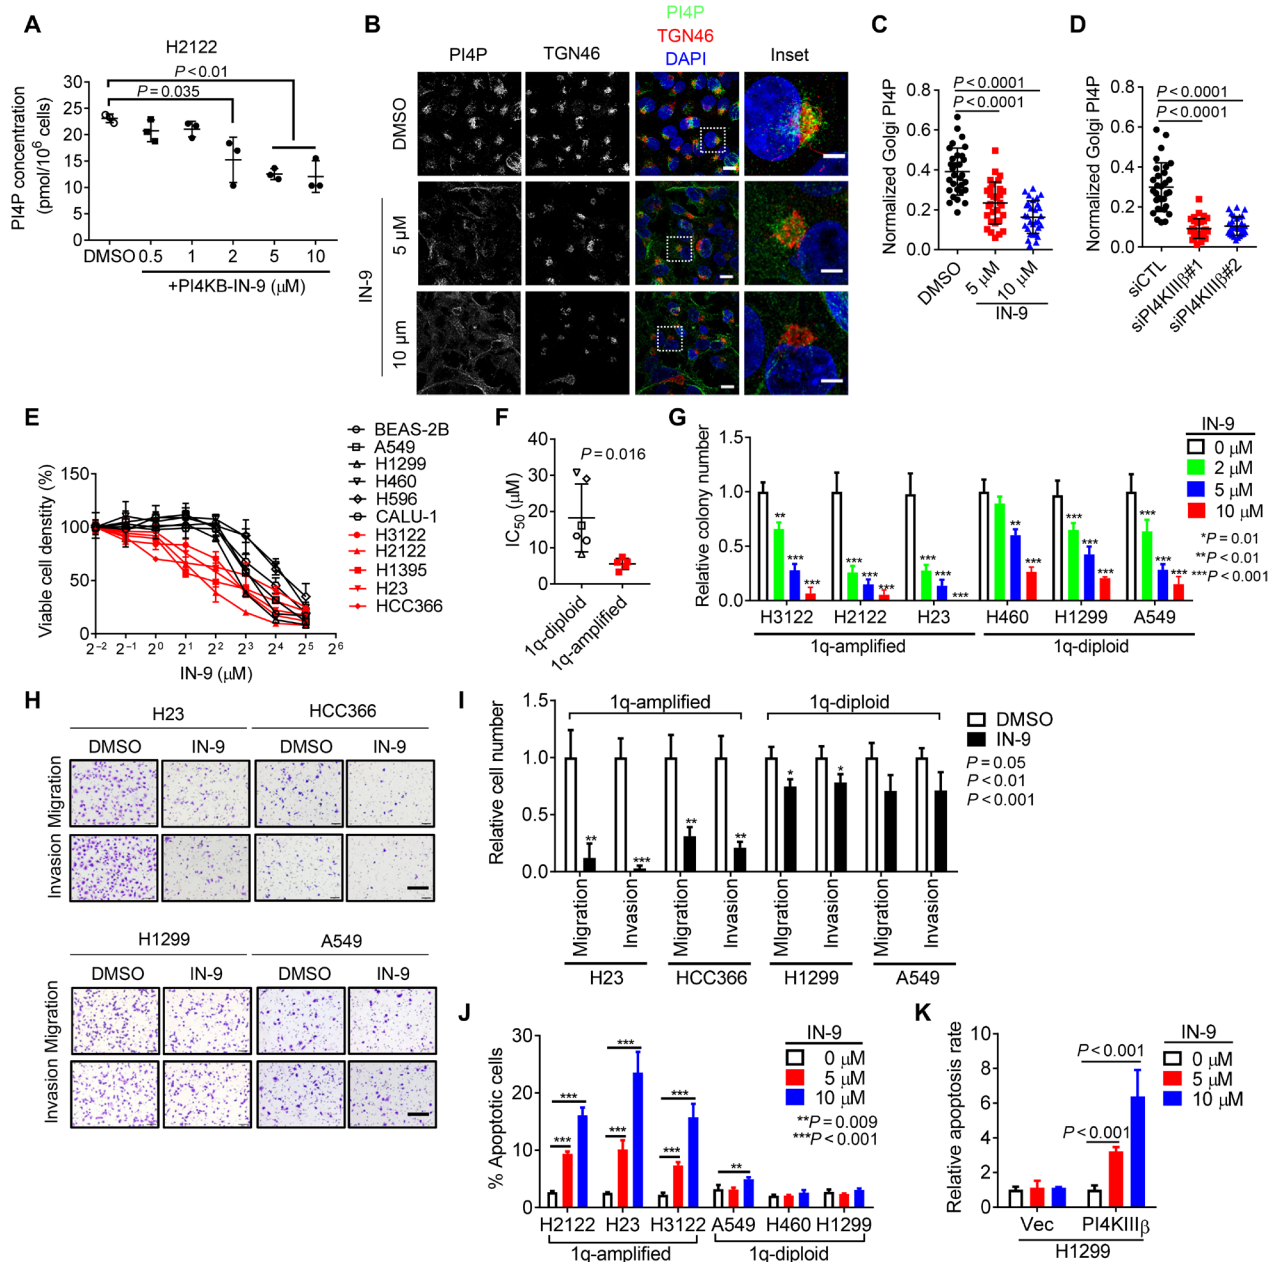 A
H2122
P < 0.01
P = 0.035
PI4P concentration
(pmol/10⁶ cells)
30
25
20
15
10
5
0
DMSO 0.5 1 2 5 10
+PI4KB-IN-9 (μM)
B
PI4P
TGN46
PI4P
TGN46
DAPI
Inset
DMSO
IN-9
5 μM
10 μm
C
P < 0.0001
P < 0.0001
Normalized Golgi PI4P
0.8
0.6
0.4
0.2
0.0
DMSO
5 μM
10 μM
IN-9
D
P < 0.0001
P < 0.0001
Normalized Golgi PI4P
0.8
0.6
0.4
0.2
0.0
siCTL
siPI4KIIIβ#1
siPI4KIIIβ#2
E
Viable cell denstity (%)
150
100
50
0
2⁻² 2⁻¹ 2⁰ 2¹ 2² 2³ 2⁴ 2⁵ 2⁶
IN-9 (μM)
BEAS-2B
A549
H1299
H460
H596
CALU-1
H3122
H2122
H1395
H23
HCC366
F
P = 0.016
IC₅₀ (μM)
40
30
20
10
0
1q-diploid
1q-amplified
G
Relative colony number
1.5
1.0
0.5
0.0
** *** ***
*** *** ***
*** *** ***
** ***
*** *** ***
*** *** ***
H3122 H2122 H23 H460 H1299 A549
1q-amplified 1q-diploid
IN-9
0 μM
2 μM
5 μM
10 μM
*P = 0.01
**P < 0.01
***P < 0.001
H
H23 HCC366
DMSO IN-9 DMSO IN-9
Migration
Invasion
H1299 A549
DMSO IN-9 DMSO IN-9
Migration
Invasion
I
1q-amplified 1q-diploid
Relative cell number
1.5
1.0
0.5
0.0
** *** ** ** * *
Migration Invasion Migration Invasion Migration Invasion Migration Invasion
H23 HCC366 H1299 A549
DMSO
IN-9
P = 0.05
P < 0.01
P < 0.001
J
% Apoptotic cells
30
20
10
0
*** *** *** *** *** *** **
H2122 H23 H3122 A549 H460 H1299
1q-amplified 1q-diploid
IN-9
0 μM
5 μM
10 μM
**P = 0.009
***P < 0.001
K
Relative apoptosis rate
10
8
6
4
2
0
P < 0.001
P < 0.001
Vec PI4KIIIβ
H1299
IN-9
0 μM
5 μM
10 μM